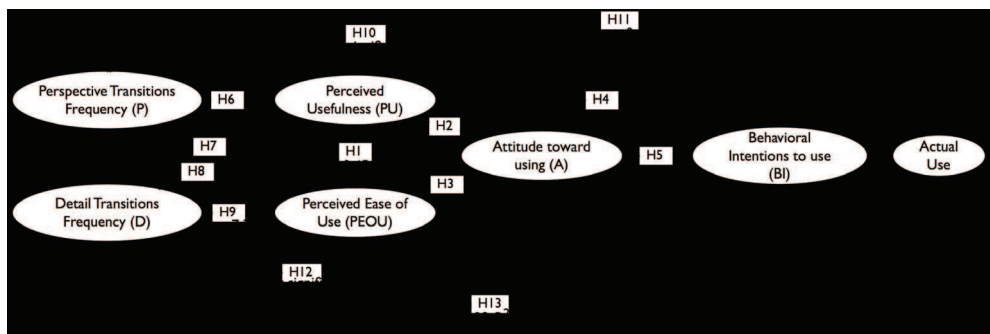 H11
H10
Perspective Transitions
Frequency (P)
H6
Perceived
Usefulness (PU)
H4
H2
H7
H1
Attitude toward
using (A)
H5
Behavioral
Intentions to use
(BI)
Actual
Use
H8
H3
Detail Transitions
Frequency (D)
H9
Perceived Ease of
Use (PEOU)
H12
H13